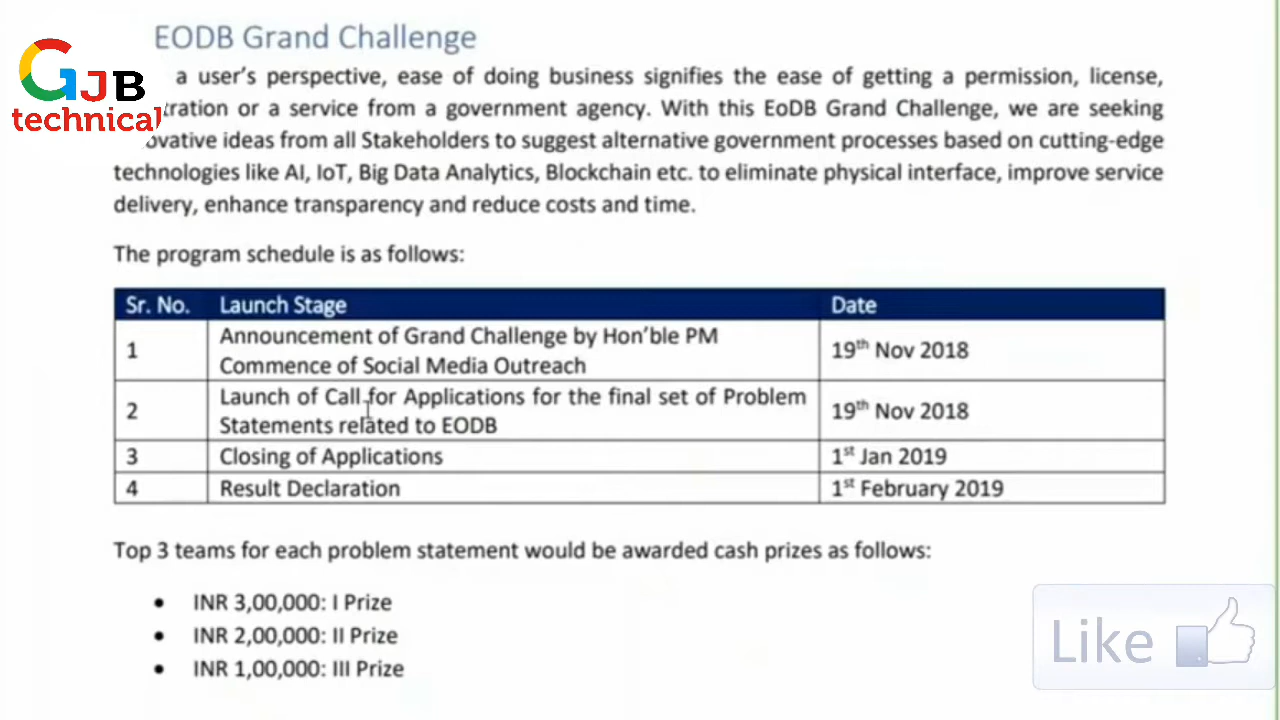 EODB Grand Challenge
GJB
technical
a user's perspective, ease of doing business signifies the ease of getting a permission, license,
tration or a service from a government agency. With this EoDB Grand Challenge, we are seeking
ovative ideas from all Stakeholders to suggest alternative government processes based on cutting-edge
technologies like AI, IoT, Big Data Analytics, Blockchain etc. to eliminate physical interface, improve service
delivery, enhance transparency and reduce costs and time.
The program schedule is as follows:
Sr. No. Launch Stage Date
1 Announcement of Grand Challenge by Hon'ble PM 19th Nov 2018
Commence of Social Media Outreach
2 Launch of Call for Applications for the final set of Problem 19th Nov 2018
Statements related to EODB
3 Closing of Applications 1st Jan 2019
4 Result Declaration 1st February 2019
Top 3 teams for each problem statement would be awarded cash prizes as follows:
• INR 3,00,000: I Prize
• INR 2,00,000: II Prize
• INR 1,00,000: III Prize
Like